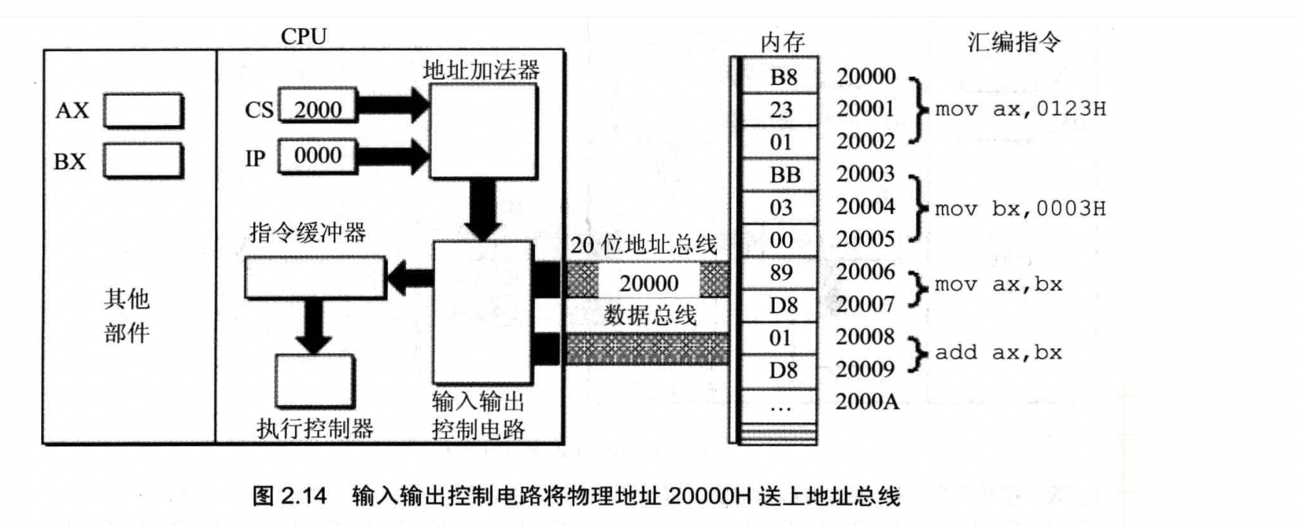 CPU
内存
汇编指令
地址加法器
AX
BX
CS 2000
IP 0000
指令缓冲器
其他
部件
执行控制器
输入输出
控制电路
20 位地址总线
20000
数据总线
B8 20000
23 20001
01 20002
mov ax,0123H
BB 20003
03 20004
00 20005
mov bx,0003H
89 20006
D8 20007
mov ax,bx
01 20008
D8 20009
add ax,bx
… 2000A
图 2.14 输入输出控制电路将物理地址 20000H 送上地址总线